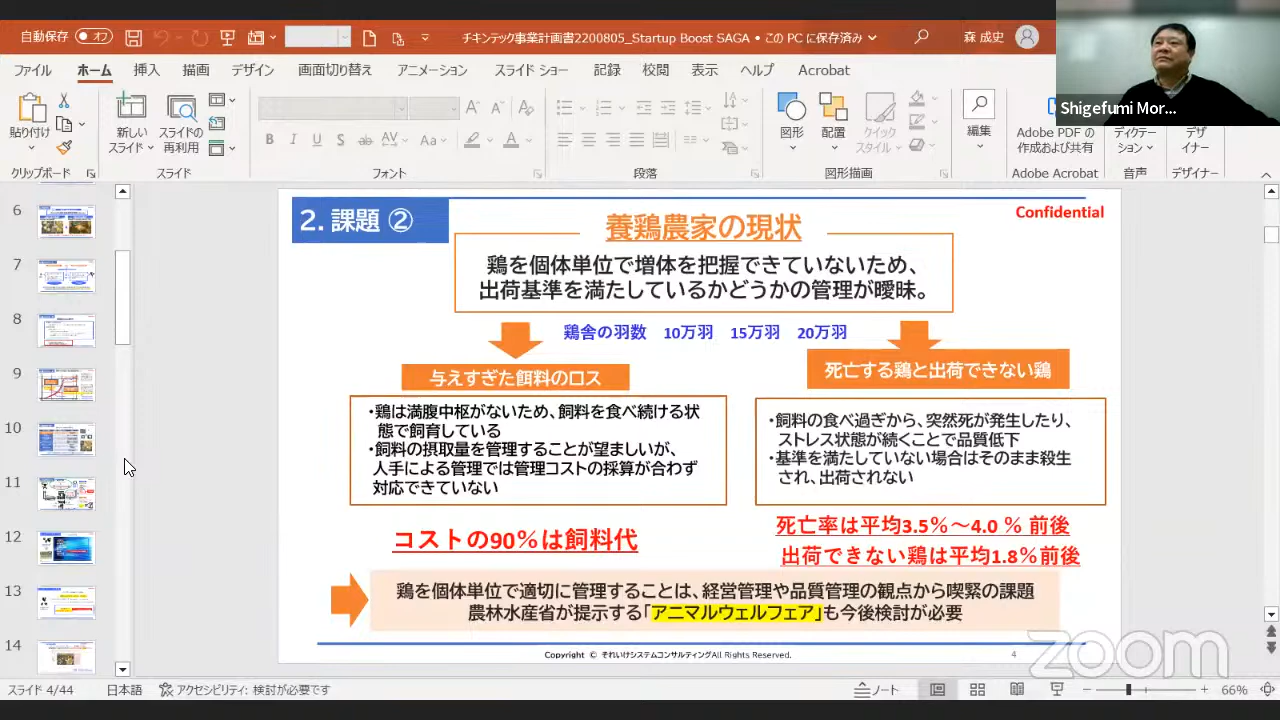 自動保存 オフ
チキンテック事業計画書2200805_Startup Boost SAGA • この PC に保存済み
森 成史
ファイル ホーム 挿入 描画 デザイン 画面切り替え アニメーション スライド ショー 記録 校閲 表示 ヘルプ Acrobat
Shigefumi Mor...
貼り付け
新しい
スライド
スライドの
再利用
図形
配置
クイック
スタイル
編集
Adobe PDF の
作成および共有
ディクテー
ション
デザ
イナー
クリップボード
スライド
フォント
段落
図形描画
Adobe Acrobat
音声
デザイナー
6
7
8
9
10
11
12
13
14
2. 課題 ②
養鶏農家の現状
Confidential
鶏を個体単位で増体を把握できていないため、
出荷基準を満たしているかどうかの管理が曖昧。
鶏舎の羽数 10万羽 15万羽 20万羽
与えすぎた餌料のロス
・鶏は満腹中枢がないため、飼料を食べ続ける状
態で飼育している
・飼料の摂取量を管理することが望ましいが、
人手による管理では管理コストの採算が合わず
対応できていない
コストの90％は飼料代
死亡する鶏と出荷できない鶏
・飼料の食べ過ぎから、突然死が発生したり、
ストレス状態が続くことで品質低下
・基準を満たしていない場合はそのまま殺生
され、出荷されない
死亡率は平均3.5％～4.0 ％ 前後
出荷できない鶏は平均1.8％前後
鶏を個体単位で適切に管理することは、経営管理や品質管理の観点から喫緊の課題
農林水産省が提示する「アニマルウェルフェア」も今後検討が必要
Copyright © それいけシステムコンサルティングAll Rights Reserved.
4
zoom
スライド 4/44 日本語 アクセシビリティ: 検討が必要です
ノート
66%